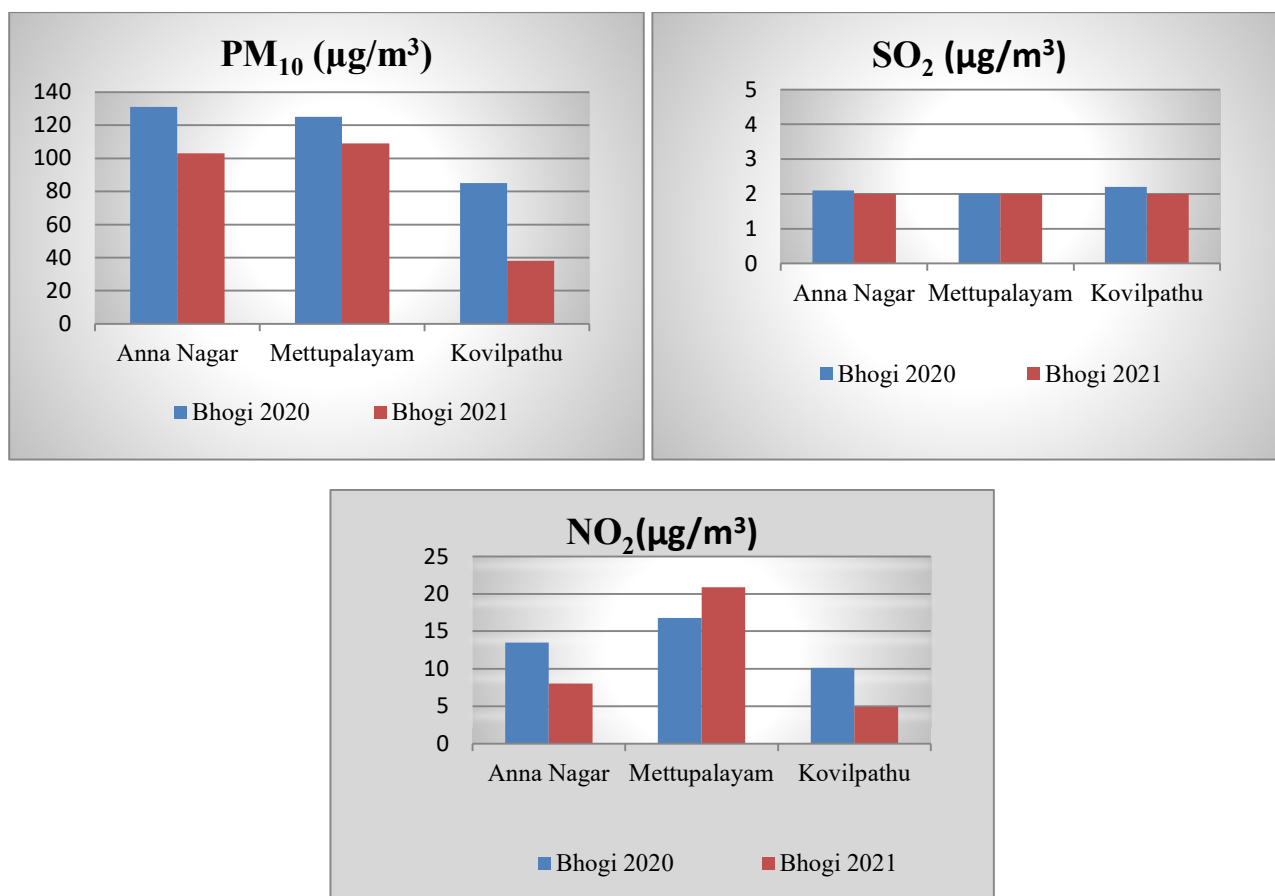 PM₁₀ (µg/m³)
140
120
100
80
60
40
20
0
Anna Nagar Mettupalayam Kovilpathu
Bhogi 2020 Bhogi 2021
SO₂ (µg/m³)
5
4
3
2
1
0
Anna Nagar Mettupalayam Kovilpathu
Bhogi 2020 Bhogi 2021
NO₂(µg/m³)
25
20
15
10
5
0
Anna Nagar Mettupalayam Kovilpathu
Bhogi 2020 Bhogi 2021